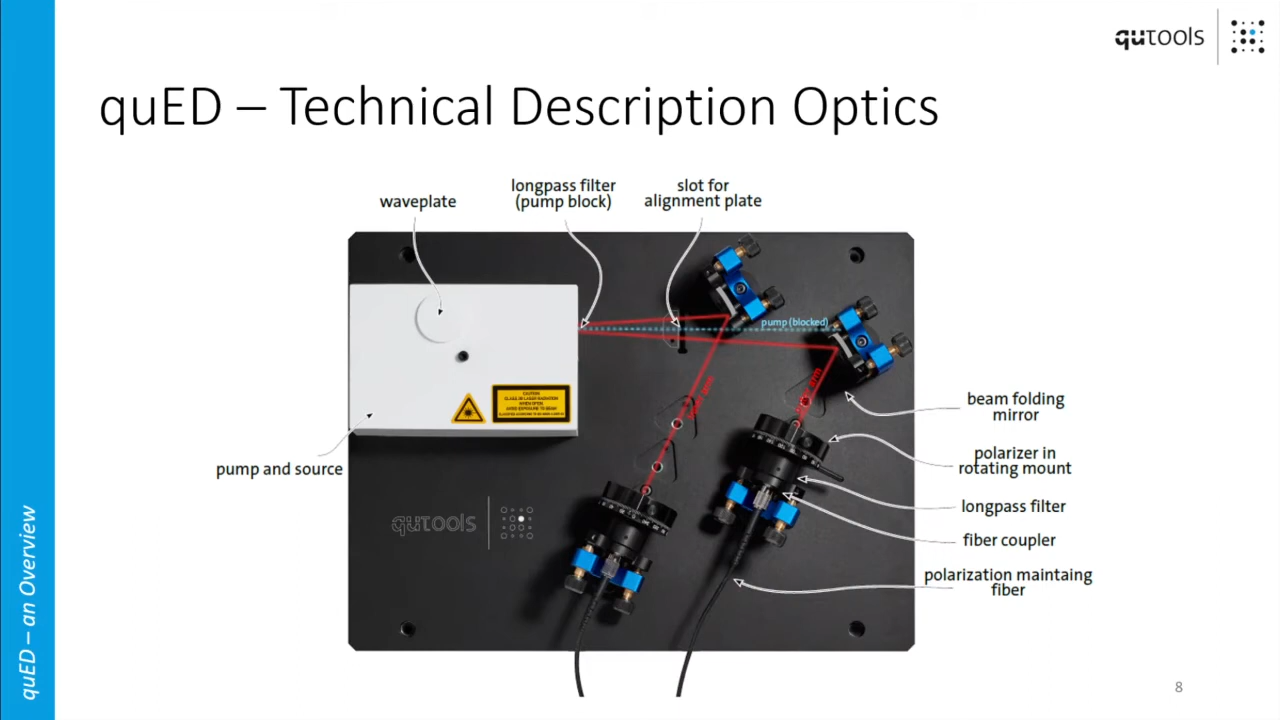 qutools
quED – Technical Description Optics
waveplate
longpass filter
(pump block)
slot for
alignment plate
pump (blocked)
CAUTION
beam folding
mirror
polarizer in
rotating mount
longpass filter
fiber coupler
polarization maintaing
fiber
pump and source
qutools
quED – an Overview
8